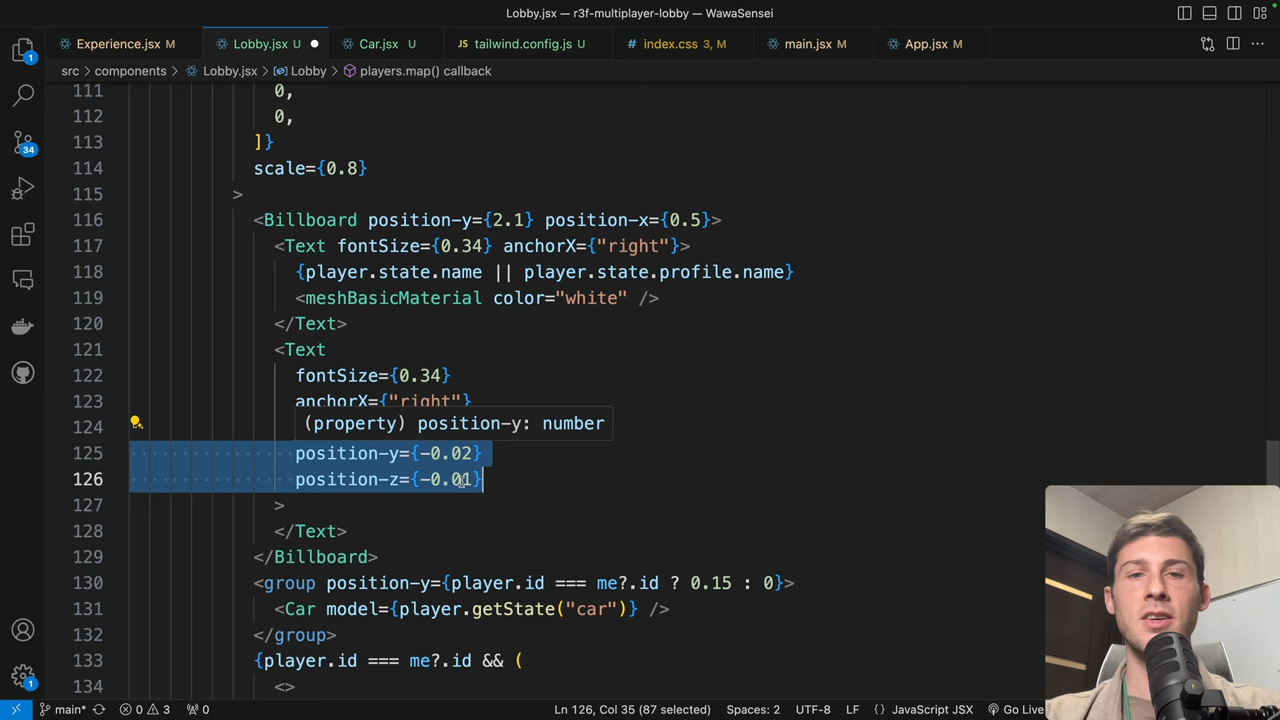 Lobby.jsx — r3f-multiplayer-lobby — WawaSensei
Experience.jsx M
Lobby.jsx U
Car.jsx U
tailwind.config.js U
index.css 3, M
main.jsx M
App.jsx M
src > components > Lobby.jsx > Lobby > players.map() callback
111 0,
112 0,
113 ]}
114 scale={0.8}
115 >
116 <Billboard position-y={2.1} position-x={0.5}>
117 <Text fontSize={0.34} anchorX={"right"}>
118 {player.state.name || player.state.profile.name}
119 <meshBasicMaterial color="white" />
120 </Text>
121 <Text
122 fontSize={0.34}
123 anchorX={"right"}
124 (property) position-y: number
125 position-y={-0.02}
126 position-z={-0.01}
127 >
128 </Text>
129 </Billboard>
130 <group position-y={player.id === me?.id ? 0.15 : 0}>
131 <Car model={player.getState("car")} />
132 </group>
133 {player.id === me?.id && (
134 <>
1
34
1
main* 0 3 0 Ln 126, Col 35 (87 selected) Spaces: 2 UTF-8 LF {} JavaScript JSX Go Live